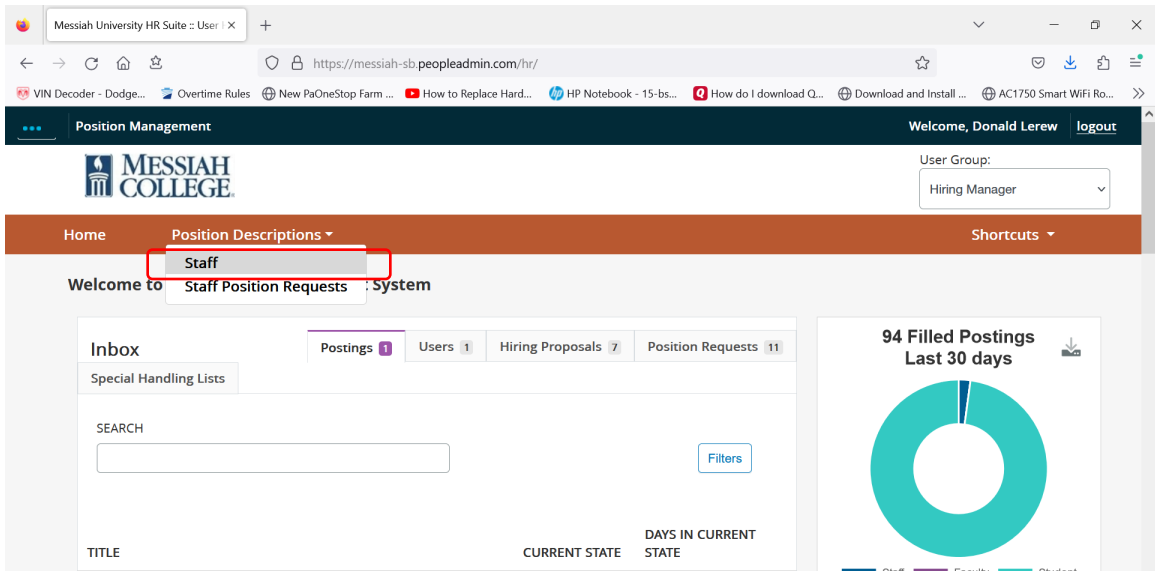 Messiah University HR Suite :: User
https://messiah-sb.peopleadmin.com/hr/
VIN Decoder - Dodge... Overtime Rules New PaOneStop Farm ... How to Replace Hard... HP Notebook - 15-bs... How do I download Q... Download and Install ... AC1750 Smart WiFi Ro...
... Position Management Welcome, Donald Lerew logout
MESSIAH
COLLEGE
User Group:
Hiring Manager
Home Position Descriptions Shortcuts
Staff
Welcome to Staff Position Requests System
Inbox Postings 1 Users 1 Hiring Proposals 7 Position Requests 11
Special Handling Lists
94 Filled Postings
Last 30 days
SEARCH
Filters
TITLE CURRENT STATE DAYS IN CURRENT
STATE
Staff Faculty Student